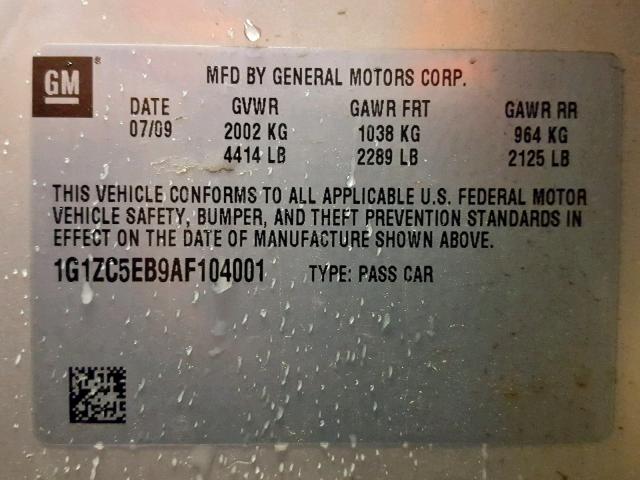 GM ®
MFD BY GENERAL MOTORS CORP.
DATE GVWR GAWR FRT GAWR RR
07/09 2002 KG 1038 KG 964 KG
4414 LB 2289 LB 2125 LB
THIS VEHICLE CONFORMS TO ALL APPLICABLE U.S. FEDERAL MOTOR
VEHICLE SAFETY, BUMPER, AND THEFT PREVENTION STANDARDS IN
EFFECT ON THE DATE OF MANUFACTURE SHOWN ABOVE.
1G1ZC5EB9AF104001 TYPE: PASS CAR